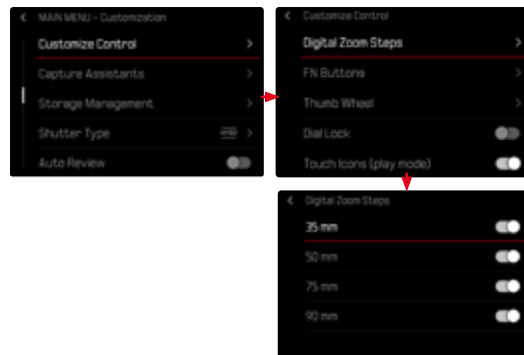 MAIN MENU – Customization
Customize Control
Capture Assistants
Storage Management
Shutter Type
Auto Review
Customize Control
Digital Zoom Steps
FN Buttons
Thumb Wheel
Dial Lock
Touch Icons (play mode)
Digital Zoom Steps
35 mm
50 mm
75 mm
90 mm